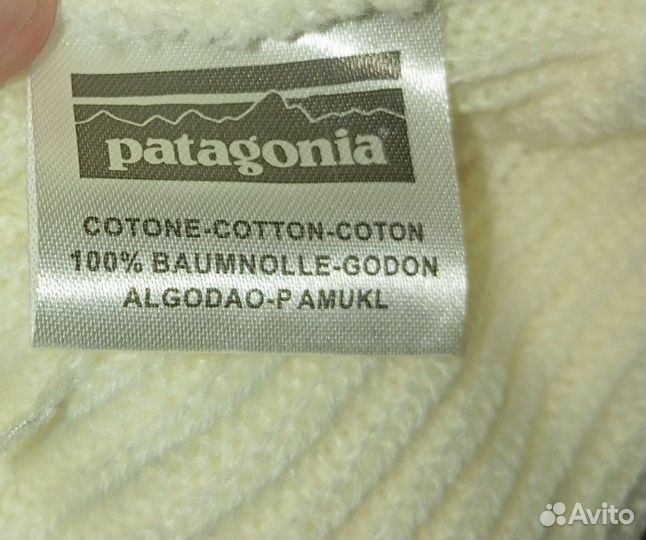 patagonia®
COTONE-COTTON-COTON
100% BAUMNOLLE-GODON
ALGODAO-P AMUKL
Avito